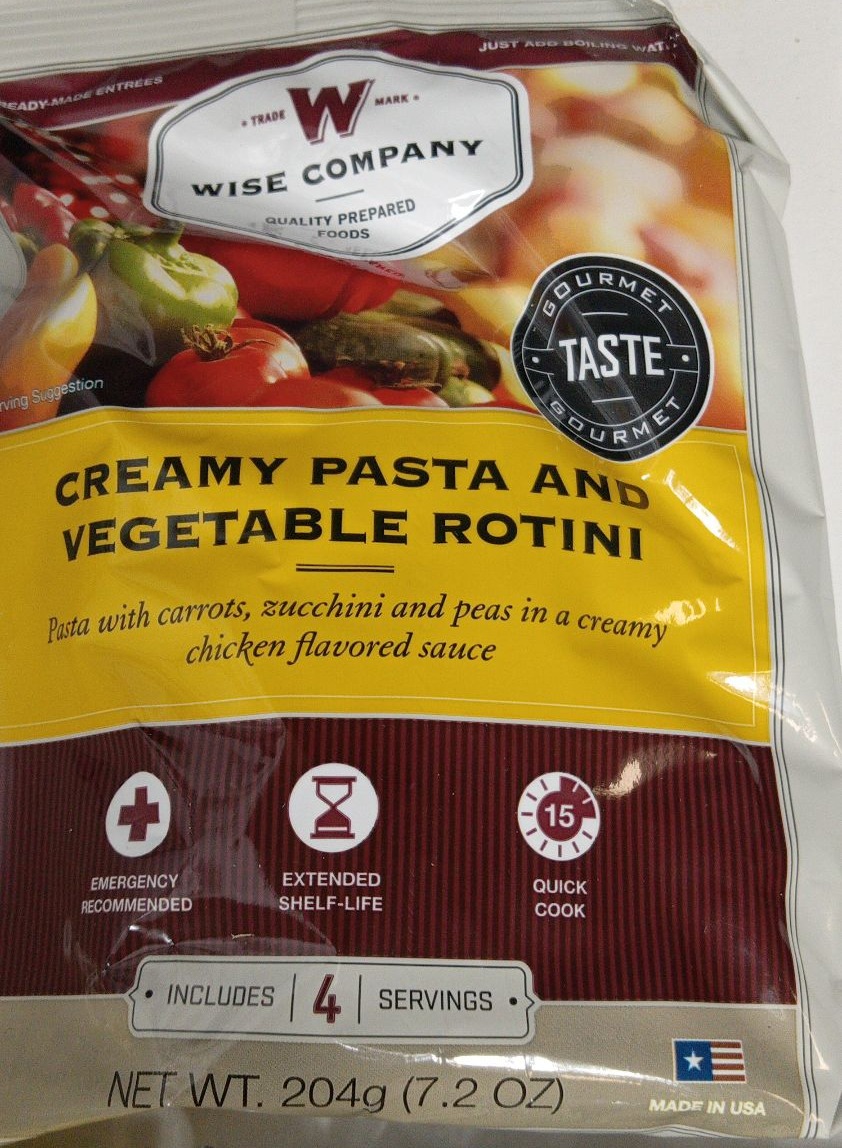 READY-MADE ENTRÉES
JUST ADD BOILING WAT
TRADE W MARK
WISE COMPANY
QUALITY PREPARED
FOODS
GOURMET
TASTE
GOURMET
rving Suggestion
CREAMY PASTA AND
VEGETABLE ROTINI
Pasta with carrots, zucchini and peas in a creamy
chicken flavored sauce
15
EMERGENCY
RECOMMENDED
EXTENDED
SHELF-LIFE
QUICK
COOK
• INCLUDES | 4 | SERVINGS •
NET WT. 204g (7.2 OZ)
MADE IN USA